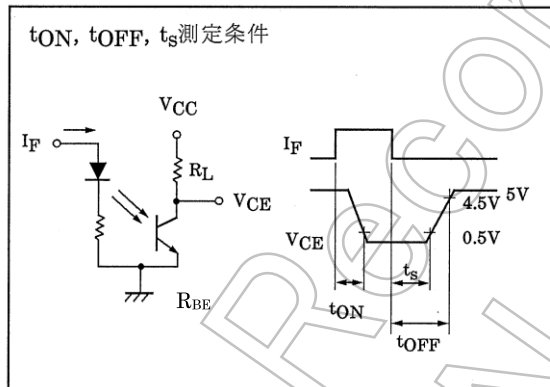 tON, tOFF, ts測定条件
VCC
IF
RL
VCE
RBE
IF
VCE
5V
4.5V
0.5V
ts
tON
tOFF
Recon